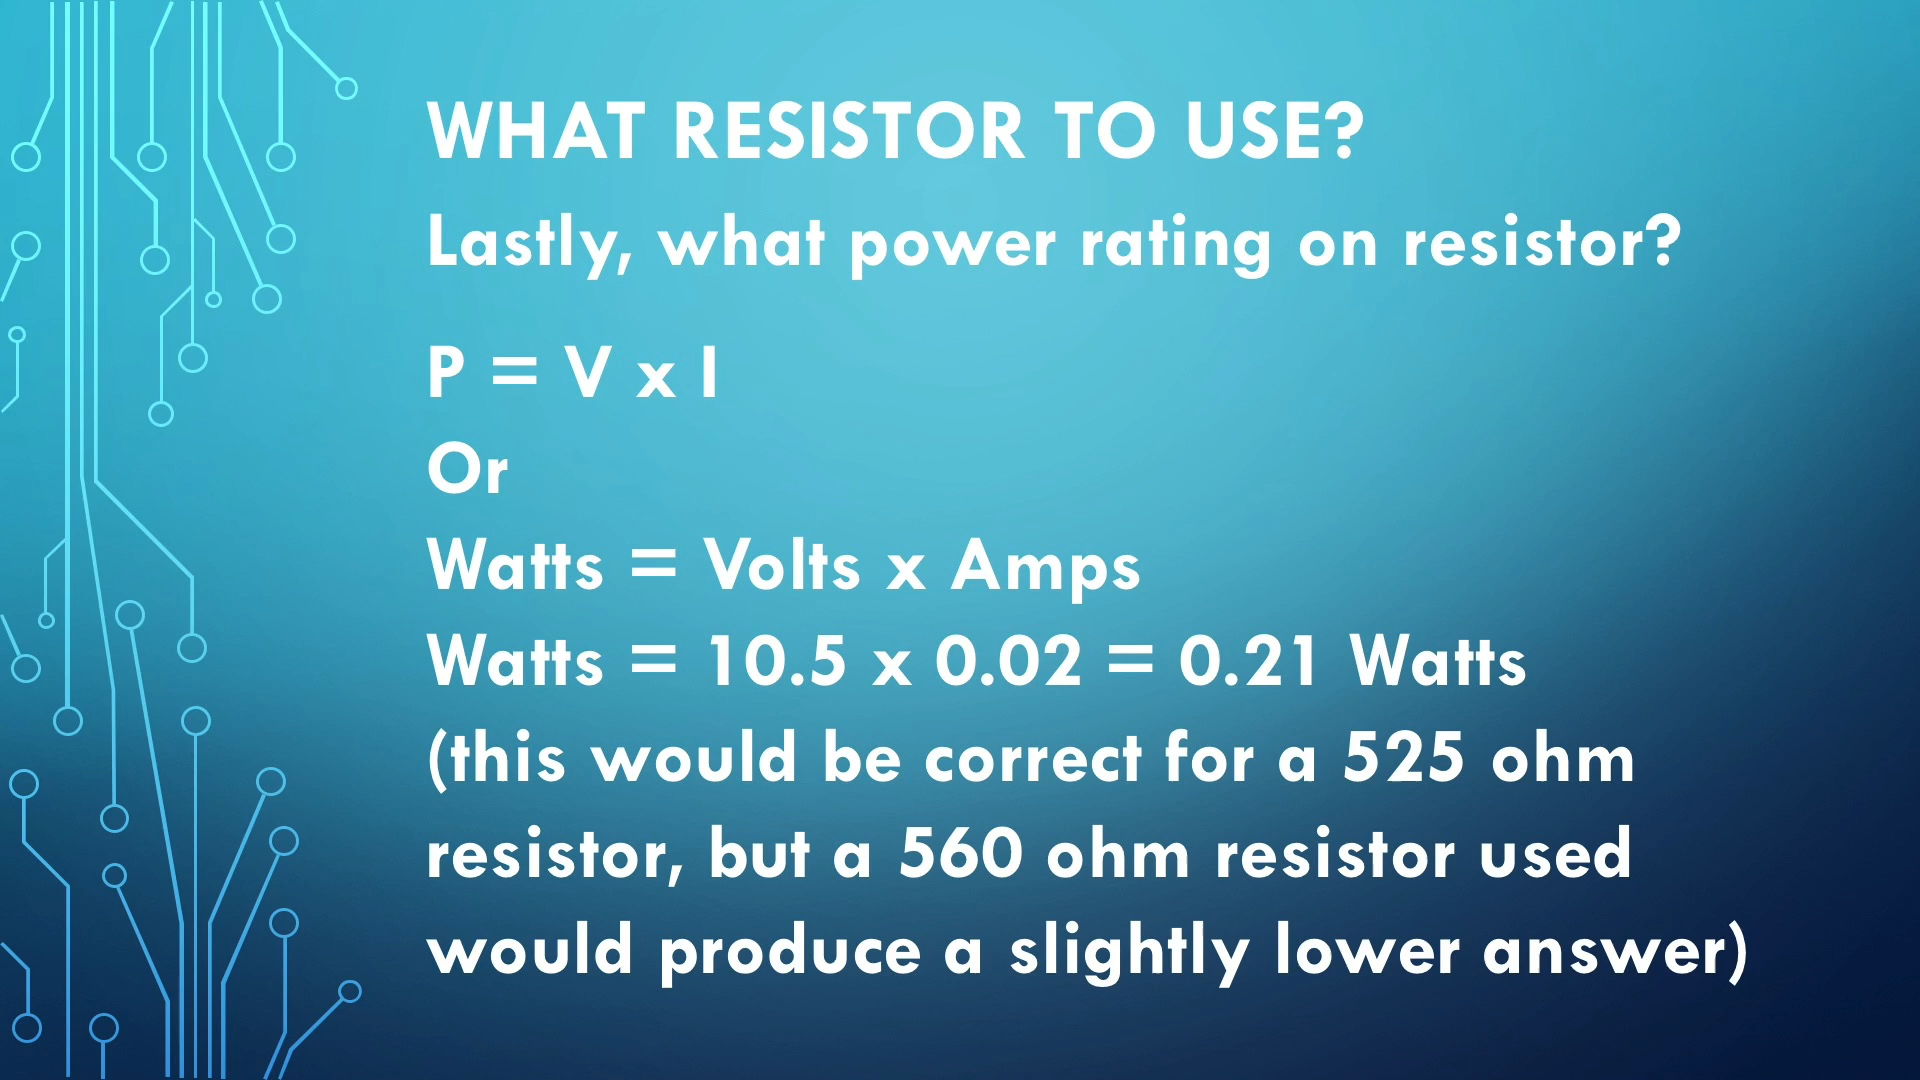 WHAT RESISTOR TO USE?
Lastly, what power rating on resistor?
P = V x I
Or
Watts = Volts x Amps
Watts = 10.5 x 0.02 = 0.21 Watts
(this would be correct for a 525 ohm
resistor, but a 560 ohm resistor used
would produce a slightly lower answer)